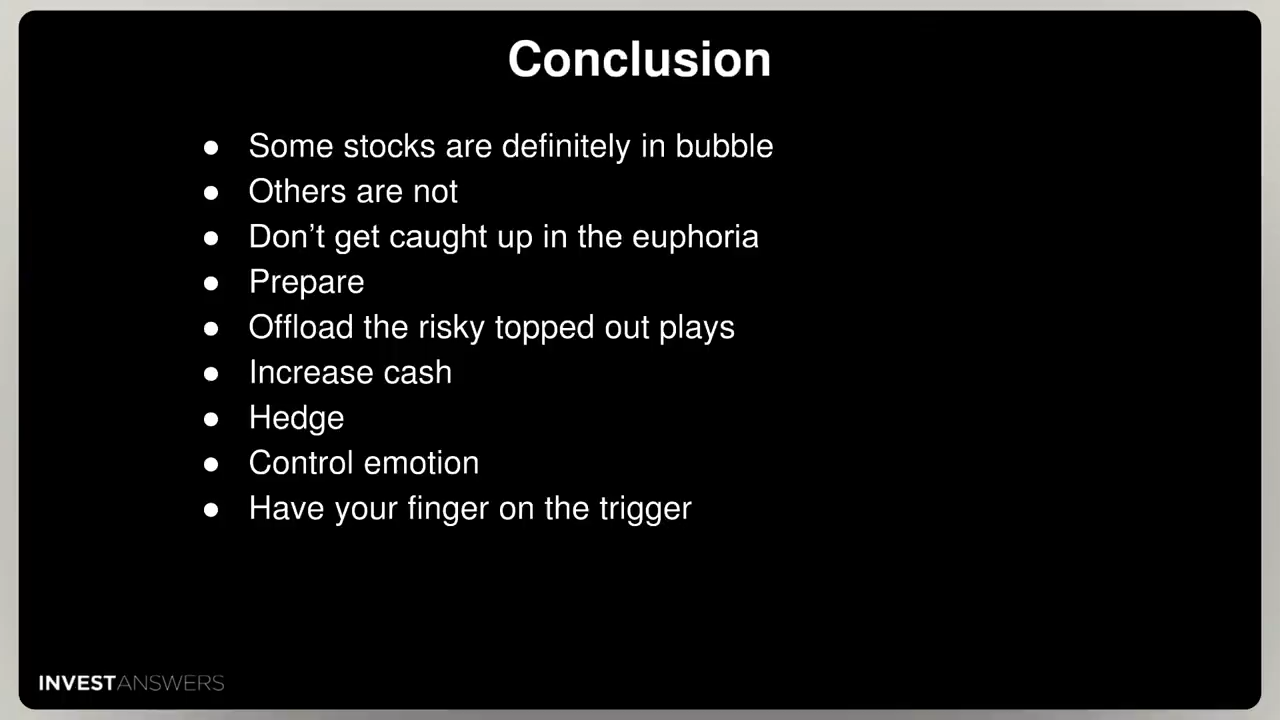 Conclusion
● Some stocks are definitely in bubble
● Others are not
● Don’t get caught up in the euphoria
● Prepare
● Offload the risky topped out plays
● Increase cash
● Hedge
● Control emotion
● Have your finger on the trigger
INVESTANSWERS